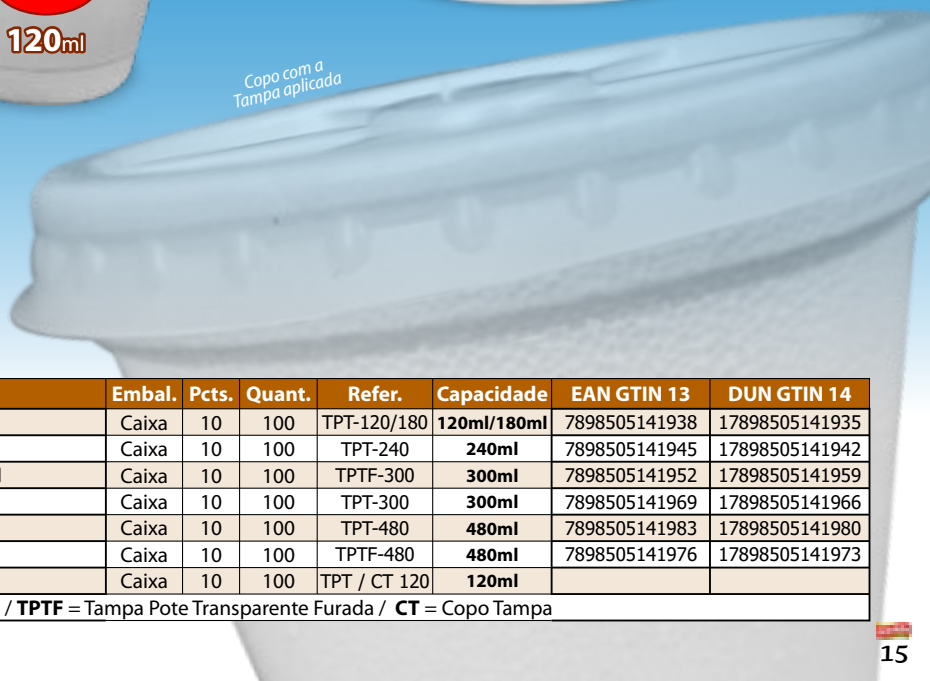 120ml
Copo com a
Tampa aplicada
Embal. Pcts. Quant. Refer. Capacidade EAN GTIN 13 DUN GTIN 14
Caixa 10 100 TPT-120/180 120ml/180ml 7898505141938 17898505141935
Caixa 10 100 TPT-240 240ml 7898505141945 17898505141942
Caixa 10 100 TPTF-300 300ml 7898505141952 17898505141959
Caixa 10 100 TPT-300 300ml 7898505141969 17898505141966
Caixa 10 100 TPT-480 480ml 7898505141983 17898505141980
Caixa 10 100 TPTF-480 480ml 7898505141976 17898505141973
Caixa 10 100 TPT / CT 120 120ml
/ TPTF = Tampa Pote Transparente Furada / CT = Copo Tampa
15